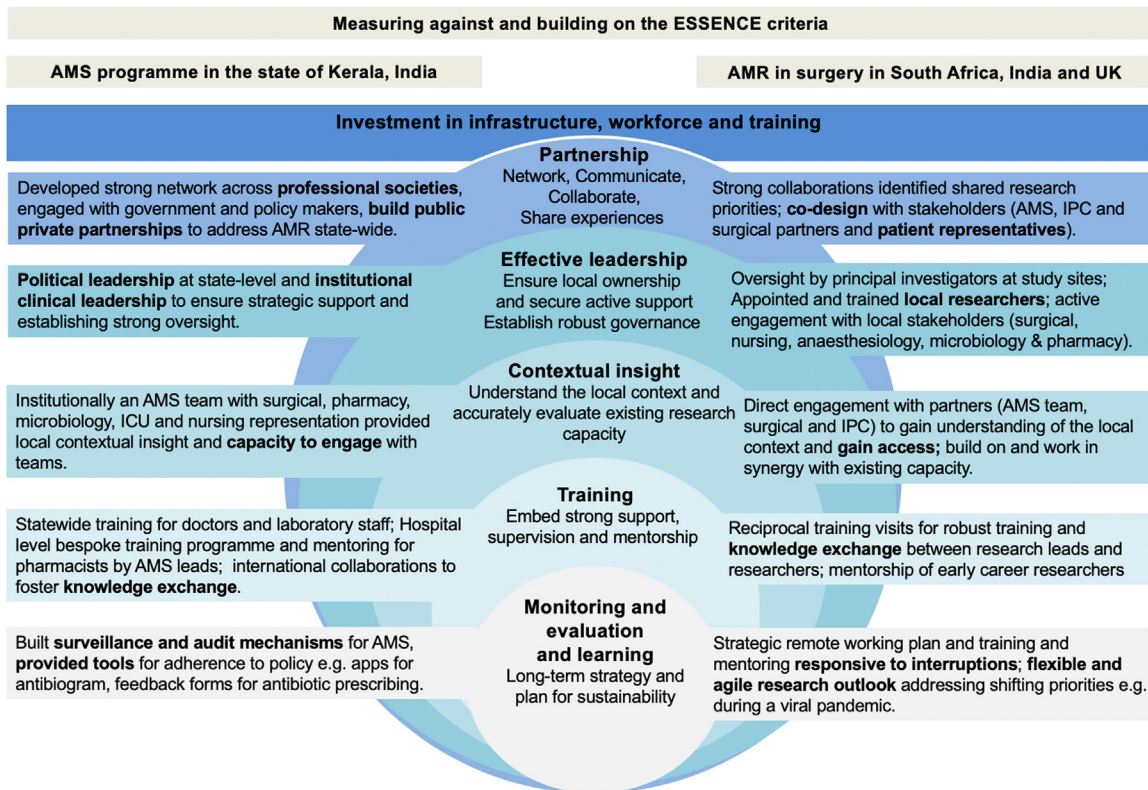 Measuring against and building on the ESSENCE criteria
AMS programme in the state of Kerala, India
AMR in surgery in South Africa, India and UK
Investment in infrastructure, workforce and training
Partnership
Network, Communicate,
Collaborate,
Share experiences
Developed strong network across professional societies,
engaged with government and policy makers, build public
private partnerships to address AMR state-wide.
Strong collaborations identified shared research
priorities; co-design with stakeholders (AMS, IPC and
surgical partners and patient representatives).
Effective leadership
Ensure local ownership
and secure active support
Establish robust governance
Political leadership at state-level and institutional
clinical leadership to ensure strategic support and
establishing strong oversight.
Oversight by principal investigators at study sites;
Appointed and trained local researchers; active
engagement with local stakeholders (surgical,
nursing, anaesthesiology, microbiology & pharmacy).
Contextual insight
Understand the local context and
accurately evaluate existing research
capacity
Institutionally an AMS team with surgical, pharmacy,
microbiology, ICU and nursing representation provided
local contextual insight and capacity to engage with
teams.
Direct engagement with partners (AMS team,
surgical and IPC) to gain understanding of the local
context and gain access; build on and work in
synergy with existing capacity.
Training
Embed strong support,
supervision and mentorship
Statewide training for doctors and laboratory staff; Hospital
level bespoke training programme and mentoring for
pharmacists by AMS leads; international collaborations to
foster knowledge exchange.
Reciprocal training visits for robust training and
knowledge exchange between research leads and
researchers; mentorship of early career researchers
Monitoring and
evaluation
and learning
Long-term strategy and
plan for sustainability
Built surveillance and audit mechanisms for AMS,
provided tools for adherence to policy e.g. apps for
antibiogram, feedback forms for antibiotic prescribing.
Strategic remote working plan and training and
mentoring responsive to interruptions; flexible and
agile research outlook addressing shifting priorities e.g.
during a viral pandemic.